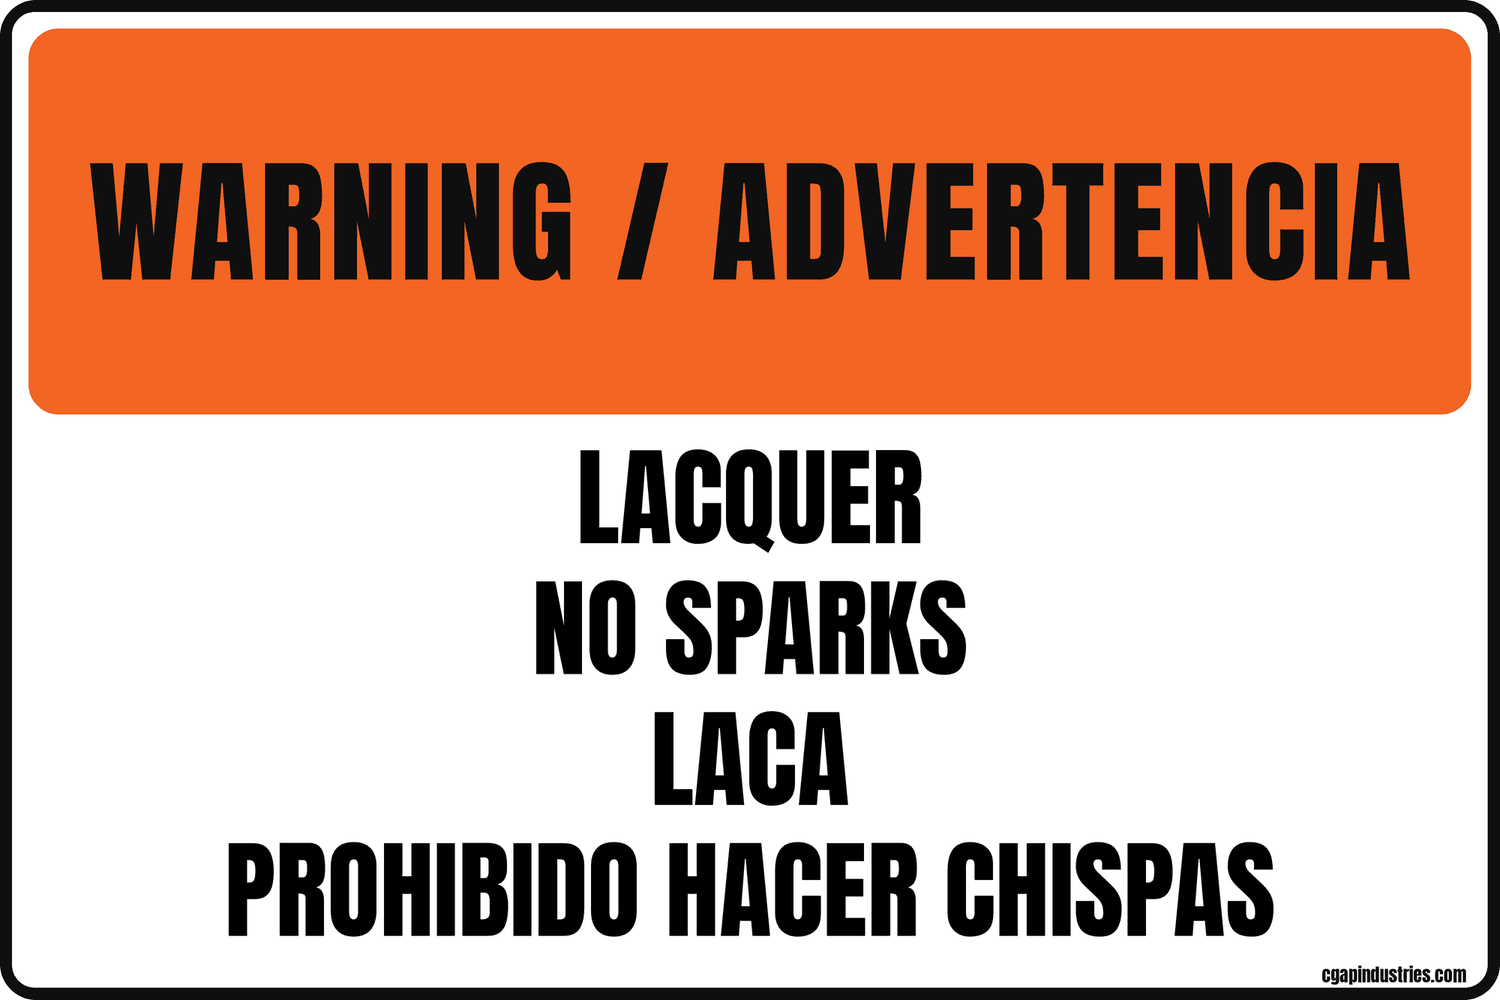 WARNING / ADVERTENCIA
LACQUER
NO SPARKS
LACA
PROHIBIDO HACER CHISPAS
cgapindustries.com